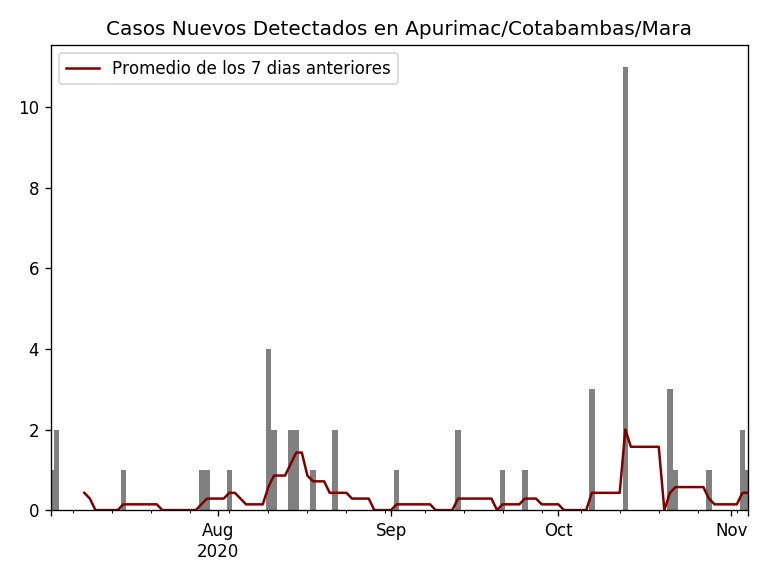 Casos Nuevos Detectados en Apurimac/Cotabambas/Mara
Promedio de los 7 dias anteriores
10
8
6
4
2
0
Aug
2020
Sep
Oct
Nov